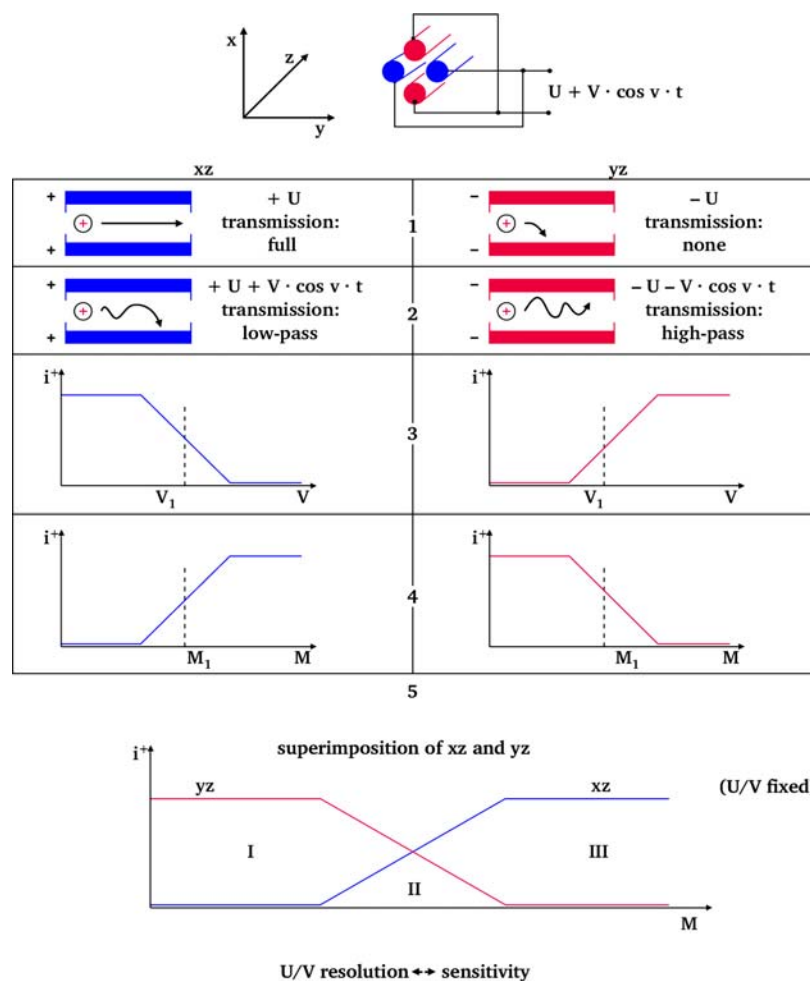 x
z
y
U + V · cos v · t
xz
yz
+
+ U
−
− U
+
transmission:
1
+
transmission:
+
full
−
none
+
+ U + V · cos v · t
−
− U − V · cos v · t
+
transmission:
2
+
transmission:
+
low-pass
−
high-pass
i+
i+
3
V₁
V
V₁
V
i+
i+
4
M₁
M
M₁
M
5
i+
superimposition of xz and yz
yz
xz
(U/V fixed
I
III
II
M
U/V resolution ↔ sensitivity